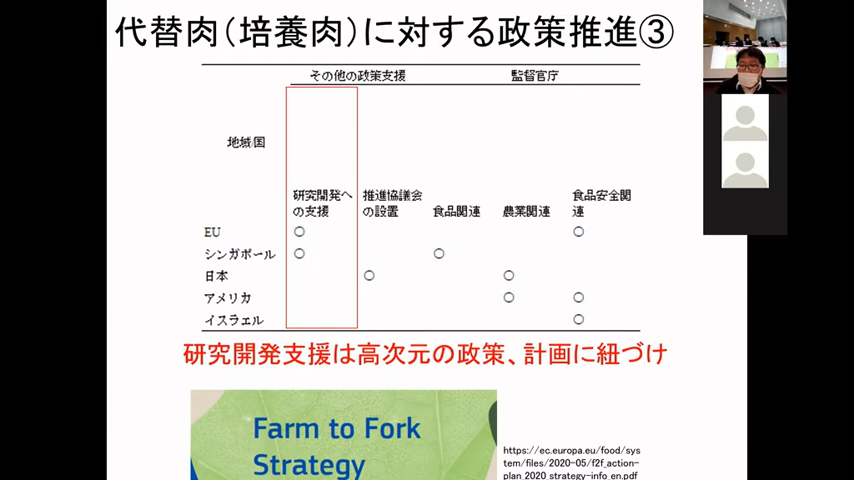 代替肉（培養肉）に対する政策推進③
その他の政策支援 監督官庁
地域/国
研究開発へ 推進協議会 食品安全関
の支援 の設置 食品関連 農業関連 連
EU ○ ○
シンガポール ○ ○
日本 ○ ○
アメリカ ○ ○
イスラェル ○
研究開発支援は高次元の政策、計画に紐づけ
Farm to Fork
Strategy
https://ec.europa.eu/food/sys
tem/files/2020-05/f2f_action-
plan_2020_strategy-info_en.pdf